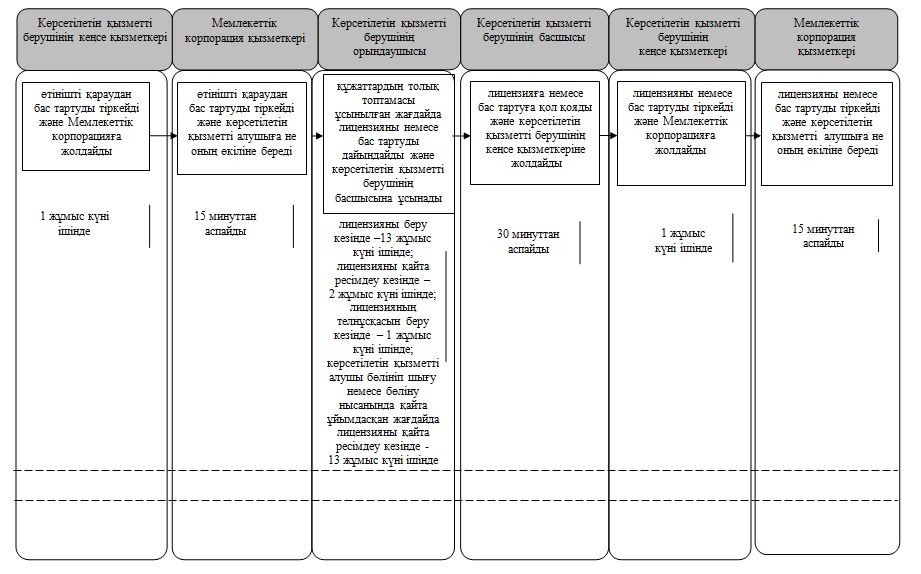 Көрсетілетін қызметті
берушінің кеңсе қызметкері
Мемлекеттік
корпорация қызметкері
Көрсетілетін қызметті
берушінің
орындаушысы
Көрсетілетін қызметті
берушінің басшысы
Көрсетілетін қызметті
берушінің
кеңсе қызметкері
Мемлекеттік
корпорация
қызметкері
өтінішті қараудан
бас тартуды тіркейді
және Мемлекеттік
корпорацияға
жолдайды
өтінішті қараудан
бас тартуды тіркейді
және көрсетілетін
қызметті алушыға не
оның өкіліне береді
құжаттардың толық
топтамасы
ұсынылған жағдайда
лицензияны немесе
бас тартуды
дайындайды және
көрсетілетін қызметті
берушінің
басшысына ұсынады
лицензияға немесе
бас тартуға қол қояды
және көрсетілетін
қызметті берушінің
кеңсе қызметкеріне
жолдайды
лицензияны немесе
бас тартуды тіркейді
және Мемлекеттік
корпорацияға
жолдайды
лицензияны немесе
бас тартуды тіркейді
және көрсетілетін
қызметті алушыға не
оның өкіліне береді
1 жұмыс күні
ішінде
15 минуттан
аспайды
лицензияны беру
кезінде –13 жұмыс
күні ішінде;
лицензияны қайта
ресімдеу кезінде –
2 жұмыс күні ішінде;
лицензияның
телнұсқасын беру
кезінде – 1 жұмыс
күні ішінде;
көрсетілетін қызметті
алушы бөлініп шығу
немесе бөліну
нысанында қайта
ұйымдасқан жағдайда
лицензияны қайта
ресімдеу кезінде -
13 жұмыс күні ішінде
30 минуттан
аспайды
1 жұмыс
күні ішінде
15 минуттан
аспайды